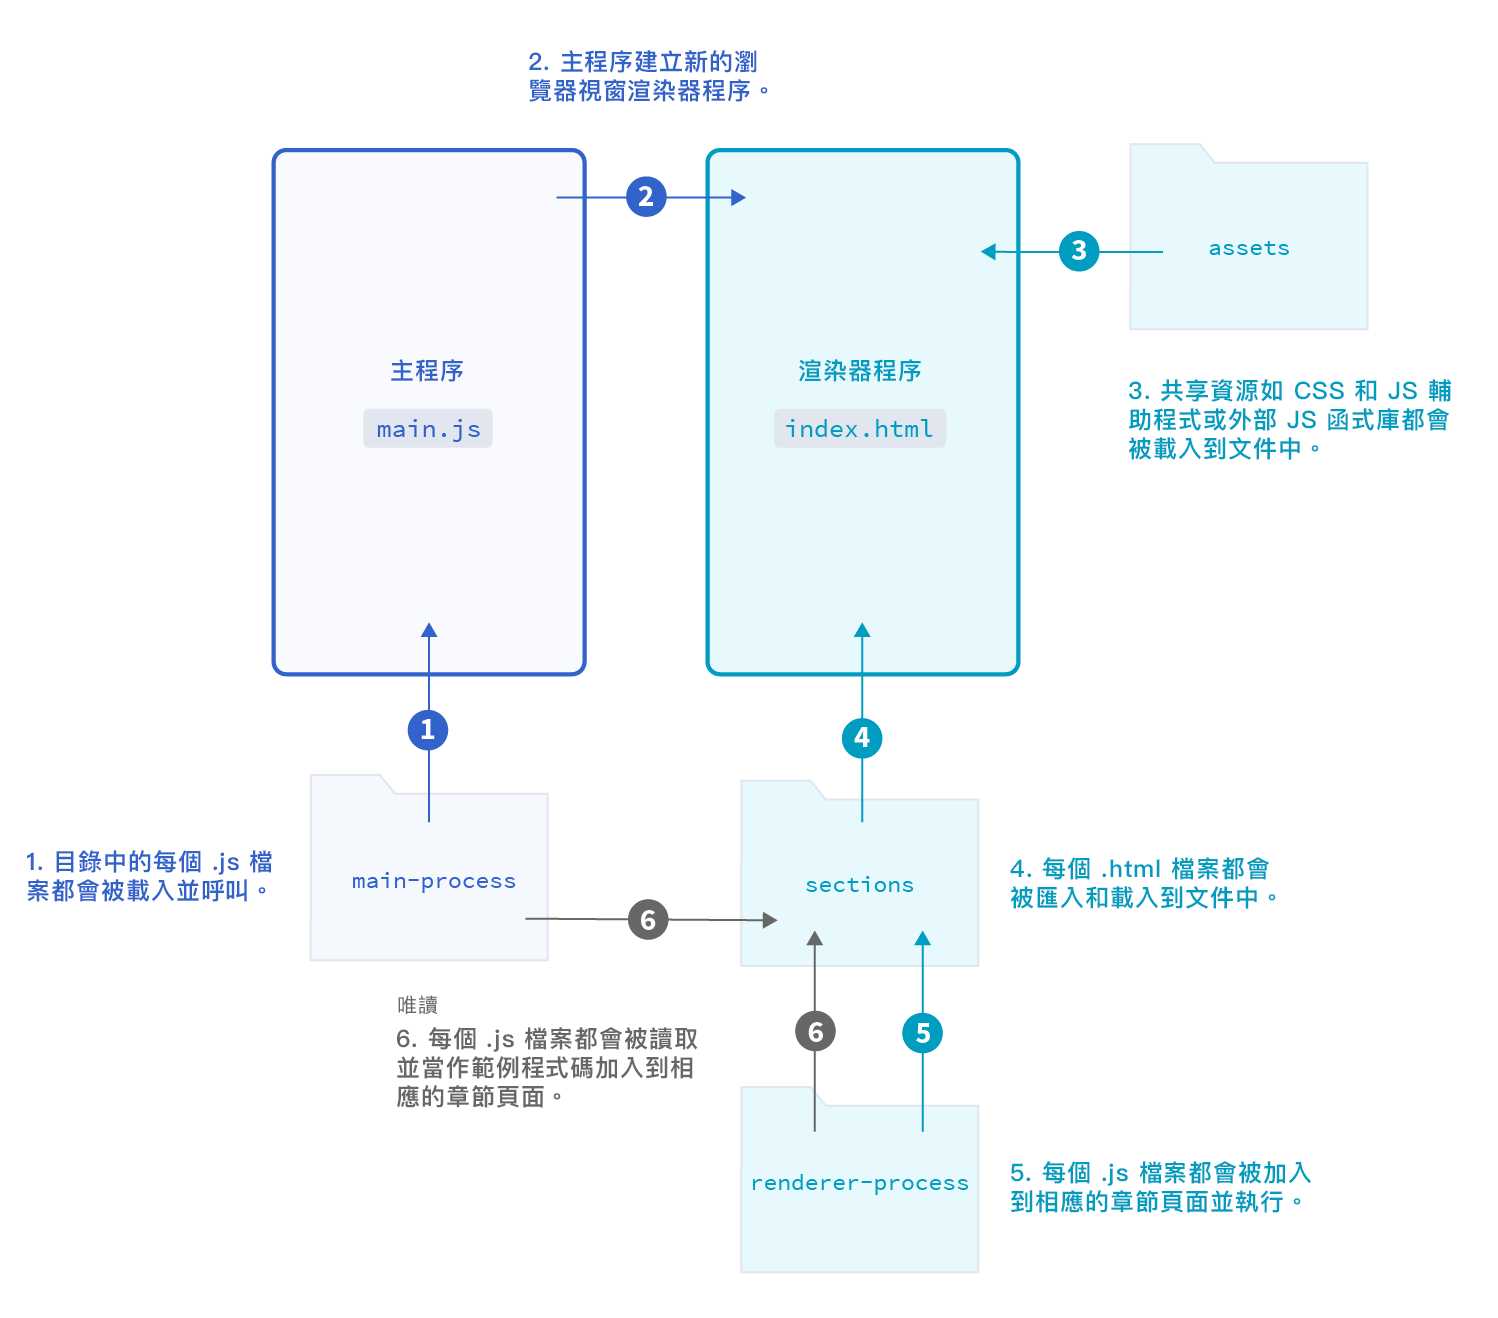 2. 主程序建立新的瀏
覽器視窗渲染器程序。
2
3
assets
主程序
main.js
渲染器程序
index.html
3. 共享資源如 CSS 和 JS 輔
助程式或外部 JS 函式庫都會
被載入到文件中。
1
4
1. 目錄中的每個 .js 檔
案都會被載入並呼叫。
main-process
sections
4. 每個 .html 檔案都會
被匯入和載入到文件中。
6
唯讀
6. 每個 .js 檔案都會被讀取
並當作範例程式碼加入到相
應的章節頁面。
6
5
renderer-process
5. 每個 .js 檔案都會被加入
到相應的章節頁面並執行。